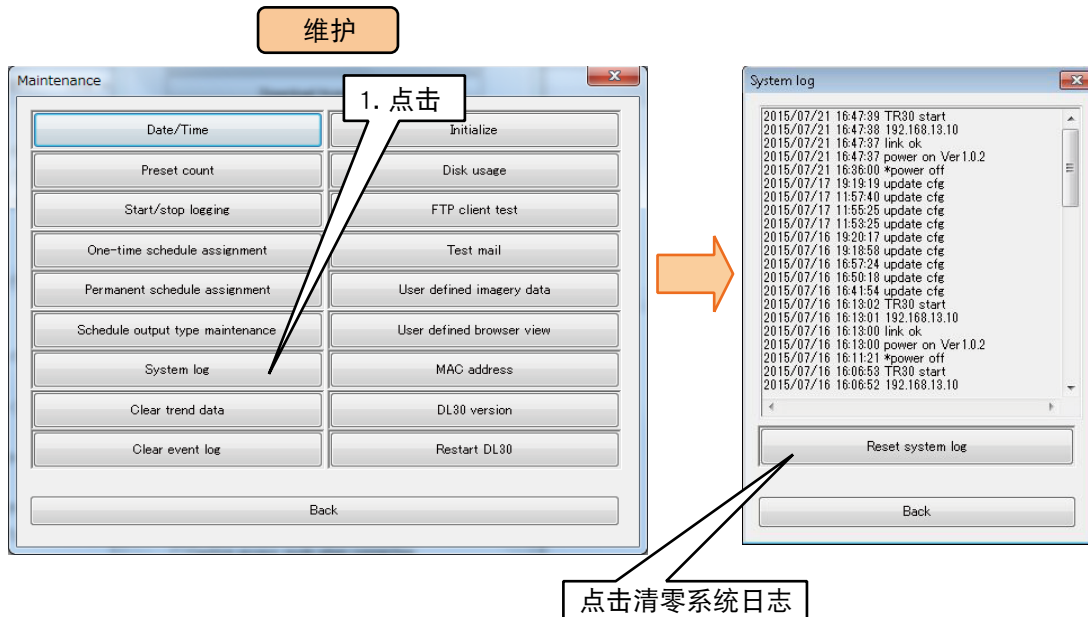 维护
Maintenance
1. 点击
Date/Time
Initialize
Preset count
Disk usage
Start/stop logging
FTP client test
One-time schedule assignment
Test mail
Permanent schedule assignment
User defined imagery data
Schedule output type maintenance
User defined browser view
System log
MAC address
Clear trend data
DL30 version
Clear event log
Restart DL30
Back
System log
2015/07/21 16:47:39 TR30 start
2015/07/21 16:47:38 192.168.13.10
2015/07/21 16:47:37 link ok
2015/07/21 16:47:37 power on Ver1.0.2
2015/07/21 16:36:00 *power off
2015/07/17 19:19:19 update cfg
2015/07/17 11:57:40 update cfg
2015/07/17 11:55:25 update cfg
2015/07/17 11:53:25 update cfg
2015/07/16 19:20:17 update cfg
2015/07/16 19:18:58 update cfg
2015/07/16 16:57:24 update cfg
2015/07/16 16:50:18 update cfg
2015/07/16 16:41:54 update cfg
2015/07/16 16:13:02 TR30 start
2015/07/16 16:13:01 192.168.13.10
2015/07/16 16:13:00 link ok
2015/07/16 16:13:00 power on Ver1.0.2
2015/07/16 16:11:21 *power off
2015/07/16 16:06:53 TR30 start
2015/07/16 16:06:52 192.168.13.10
Reset system log
Back
点击清零系统日志